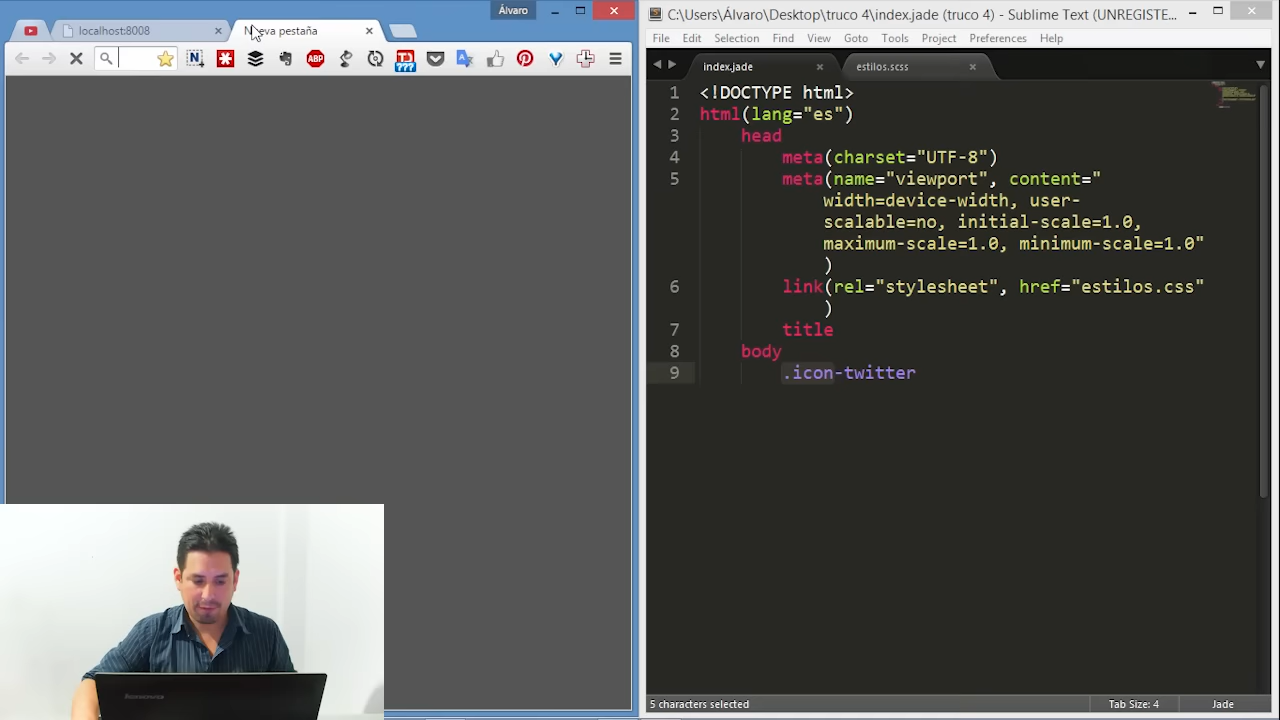 Álvaro
localhost:8008
Nueva pestaña
ABP
C:\Users\Álvaro\Desktop\truco 4\index.jade (truco 4) - Sublime Text (UNREGISTE...
File Edit Selection Find View Goto Tools Project Preferences Help
index.jade
estilos.scss
1 <!DOCTYPE html>
2 html(lang="es")
3 head
4 meta(charset="UTF-8")
5 meta(name="viewport", content="
width=device-width, user-
scalable=no, initial-scale=1.0,
maximum-scale=1.0, minimum-scale=1.0"
)
6 link(rel="stylesheet", href="estilos.css"
)
7 title
8 body
9 .icon-twitter
5 characters selected
Tab Size: 4
Jade